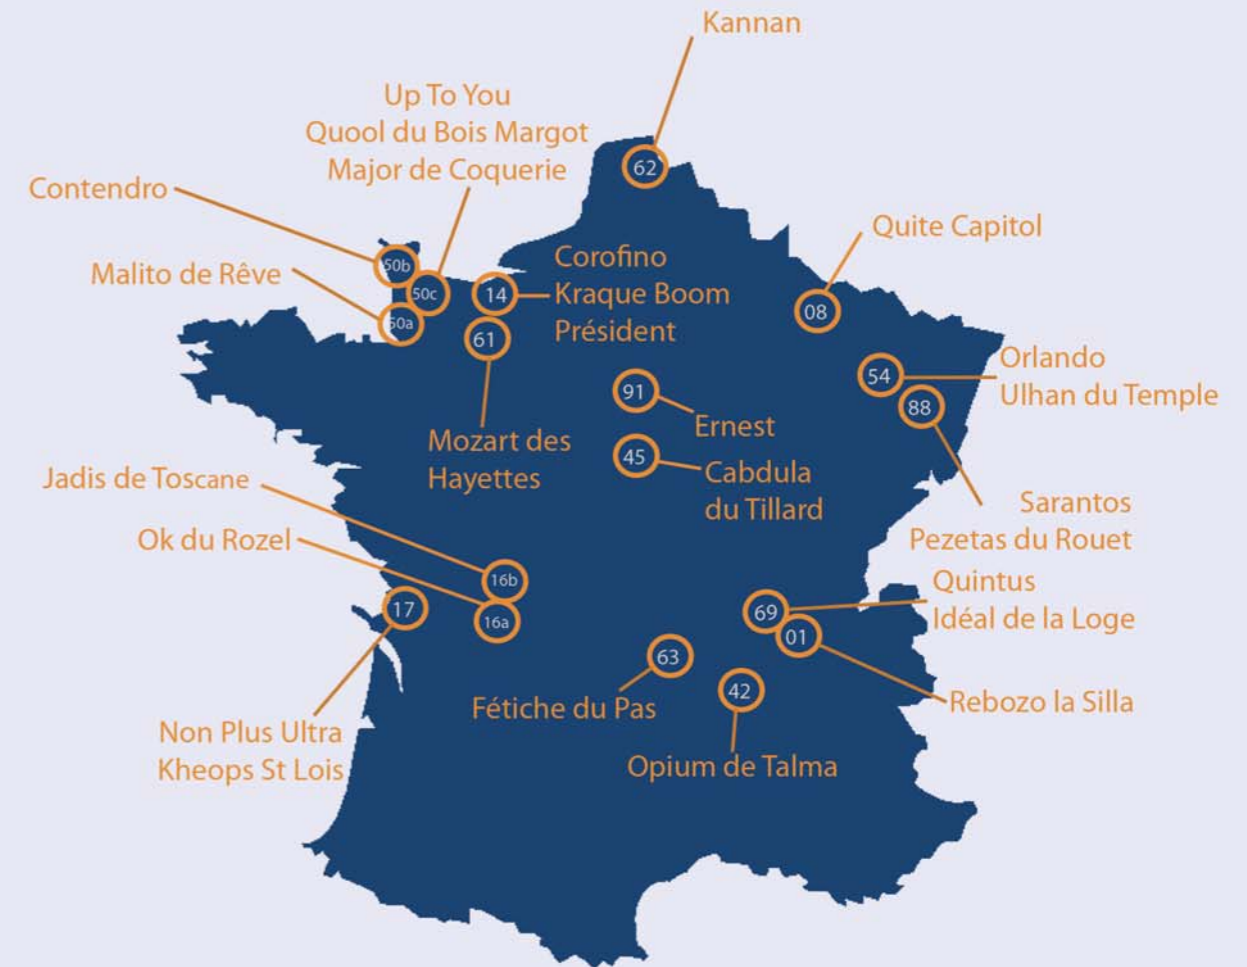 Kannan
Up To You
Quool du Bois Margot
Major de Coquerie
Contendro
Malito de Rêve
62
50b
50c
50a
14
61
Corofino
Kraque Boom
Président
Quite Capitol
08
54
88
Orlando
Ulhan du Temple
91
Ernest
45
Cabdula
du Tillard
Mozart des
Hayettes
Jadis de Toscane
Ok du Rozel
Sarantos
Pezetas du Rouet
16b
16a
17
69
01
Quintus
Idéal de la Loge
63
42
Fétiche du Pas
Rebozo la Silla
Non Plus Ultra
Kheops St Lois
Opium de Talma